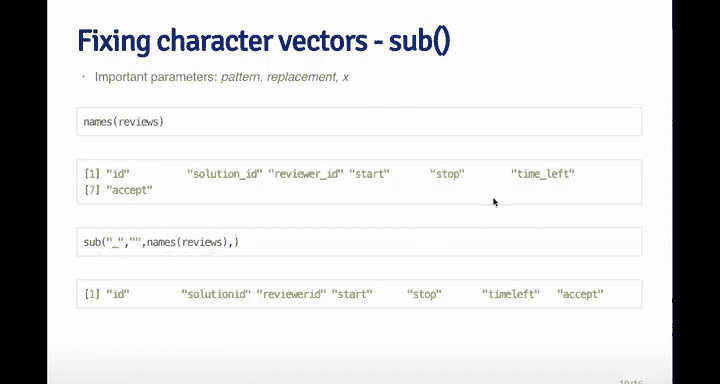 Fixing character vectors - sub()
· Important parameters: pattern, replacement, x
names(reviews)
[1] "id" "solution_id" "reviewer_id" "start" "stop" "time_left"
[7] "accept"
sub("_","",names(reviews),)
[1] "id" "solutionid" "reviewerid" "start" "stop" "timeleft" "accept"